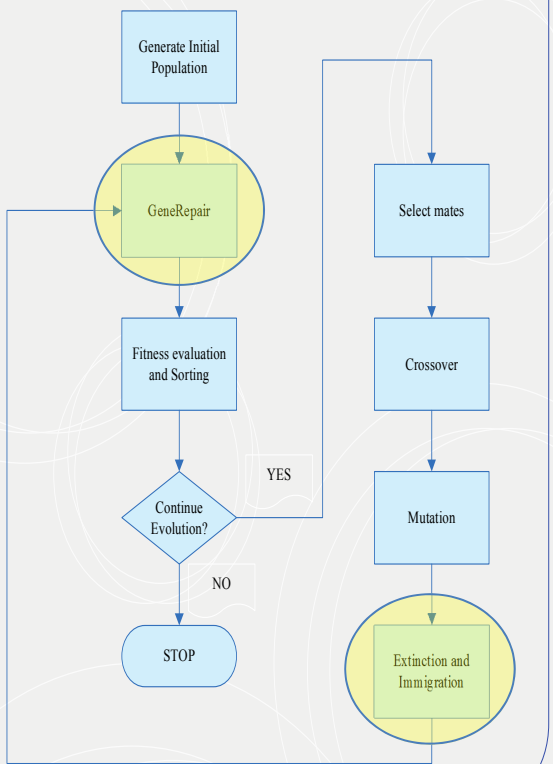 Generate Initial
Population
GeneRepair
Fitness evaluation
and Sorting
Continue
Evolution?
YES
NO
STOP
Select mates
Crossover
Mutation
Extinction and
Immigration